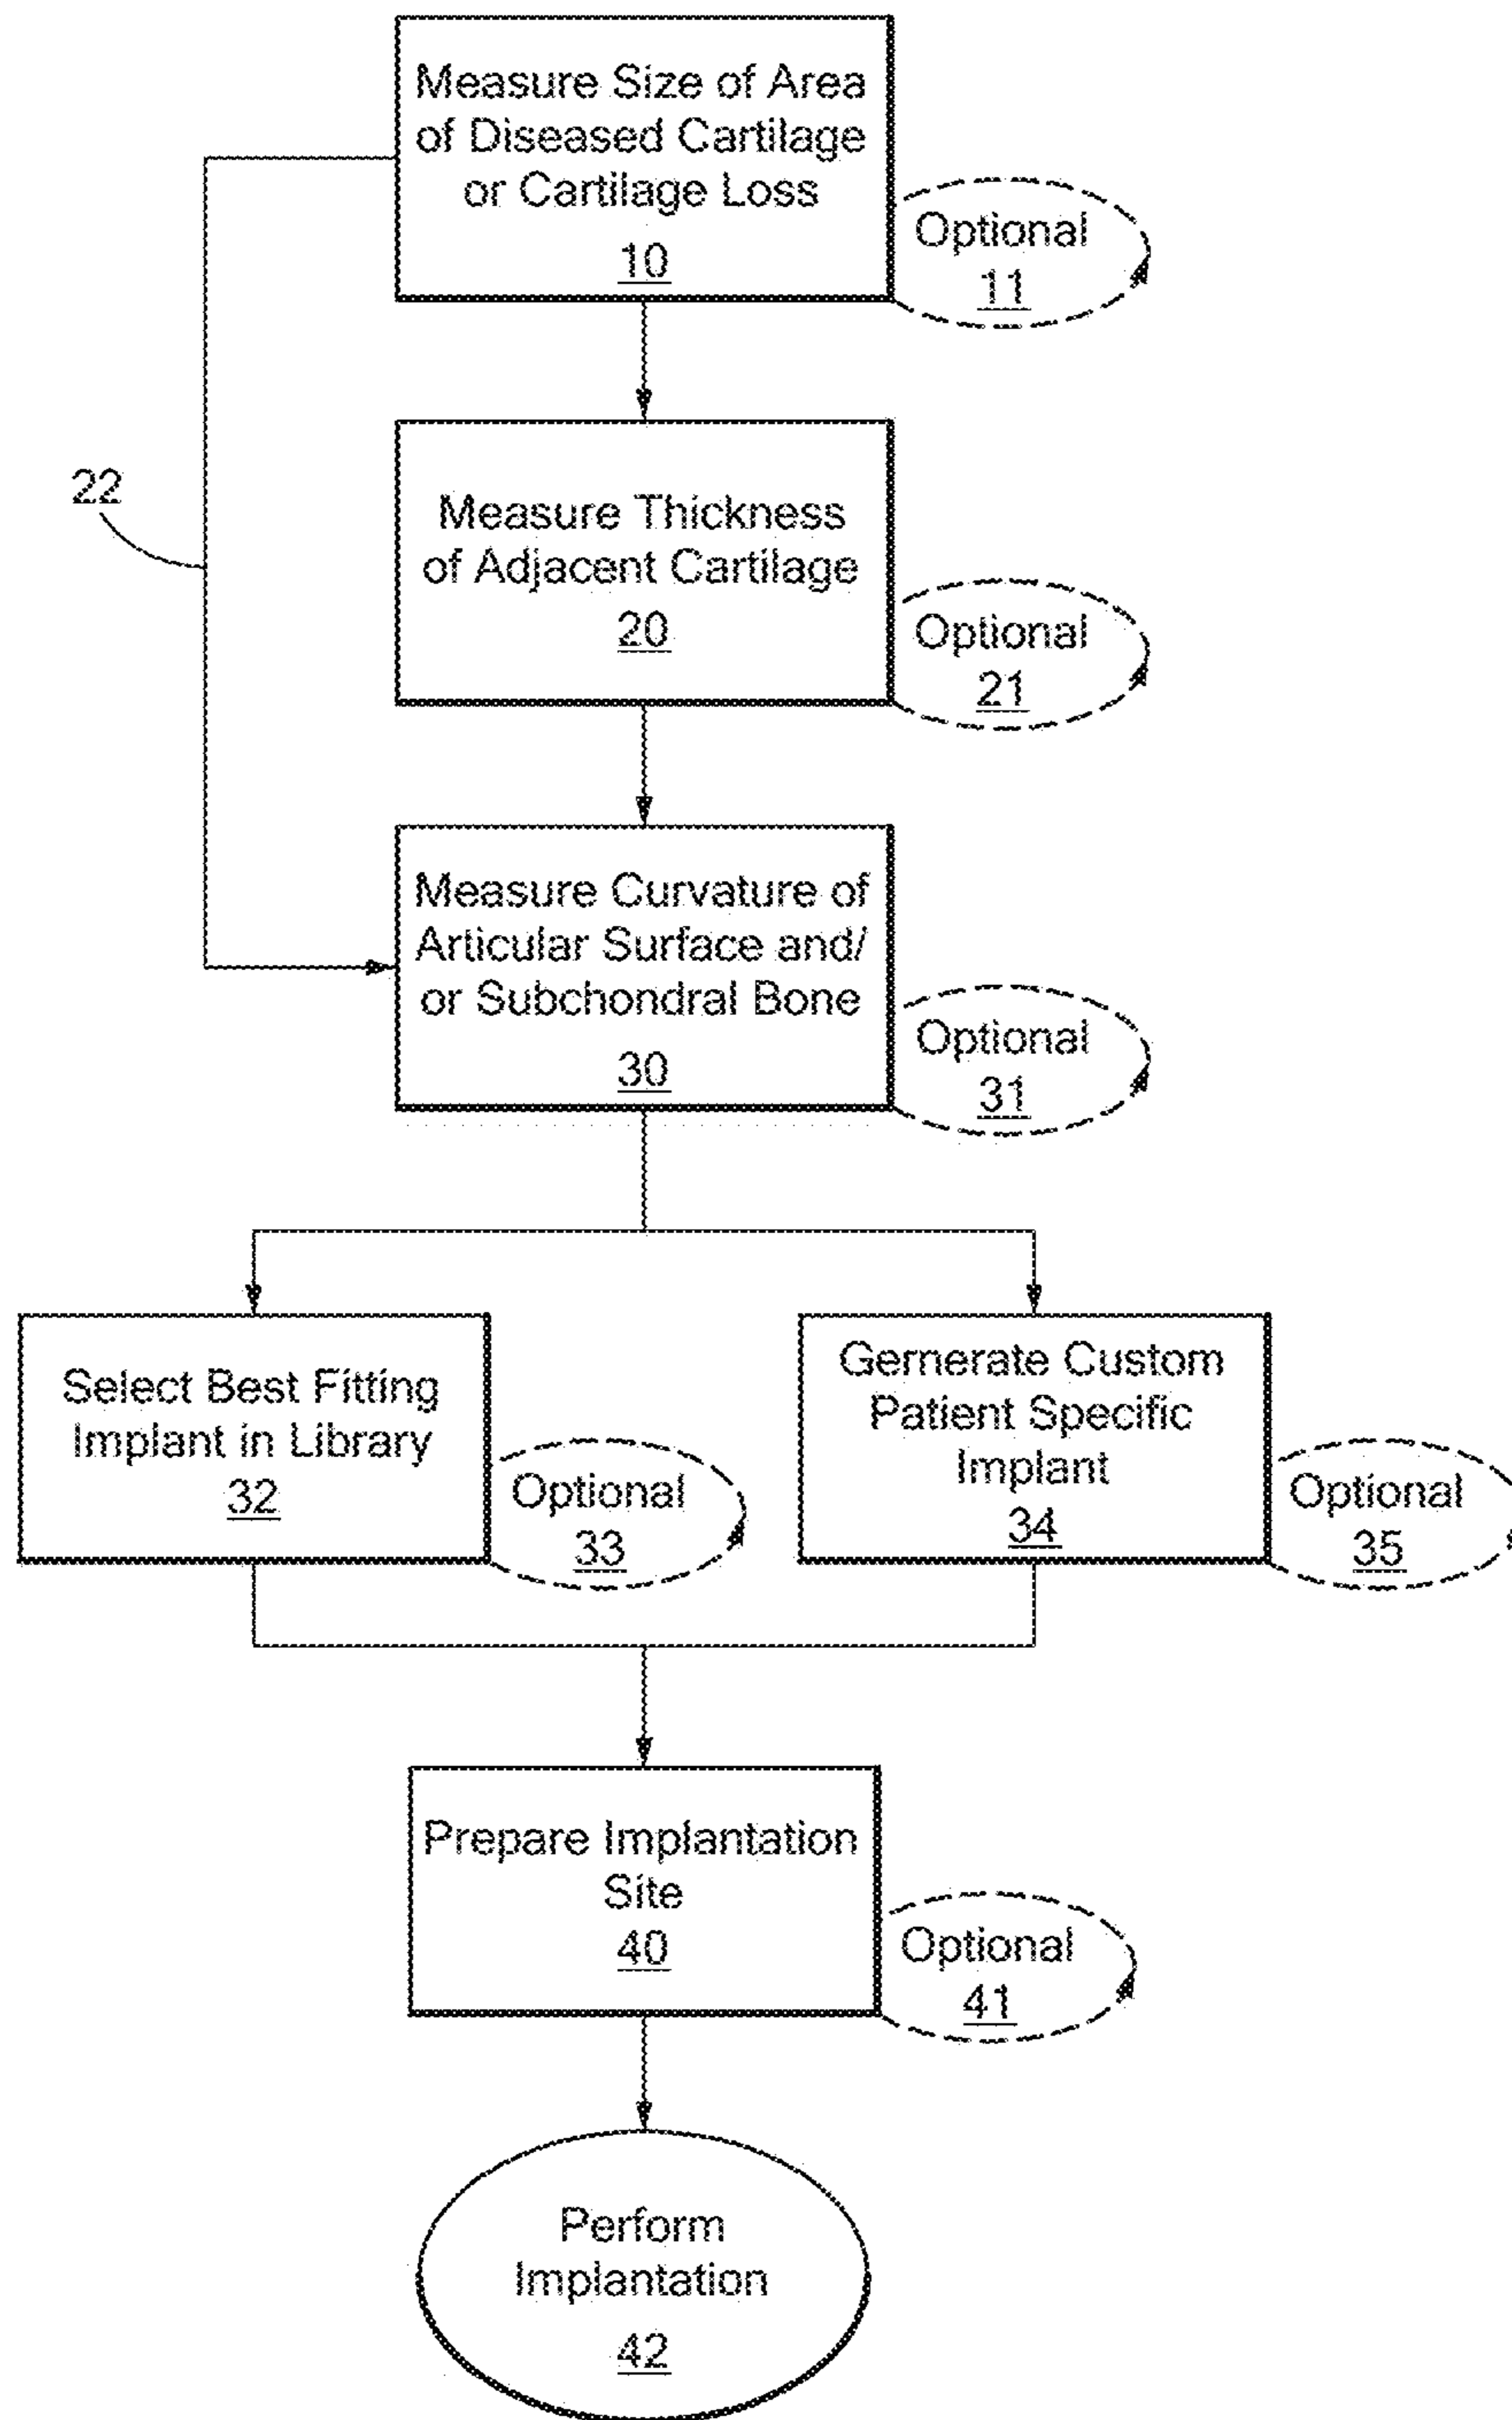 Measure Size of Area
of Diseased Cartilage
or Cartilage Loss
10
Optional
11
22
Measure Thickness
of Adjacent Cartilage
20
Optional
21
Measure Curvature of
Articular Surface and/
or Subchondral Bone
30
Optional
31
Select Best Fitting
Implant in Library
32
Optional
33
Gernerate Custom
Patient Specific
Implant
34
Optional
35
Prepare Implantation
Site
40
Optional
41
Perform
Implantation
42